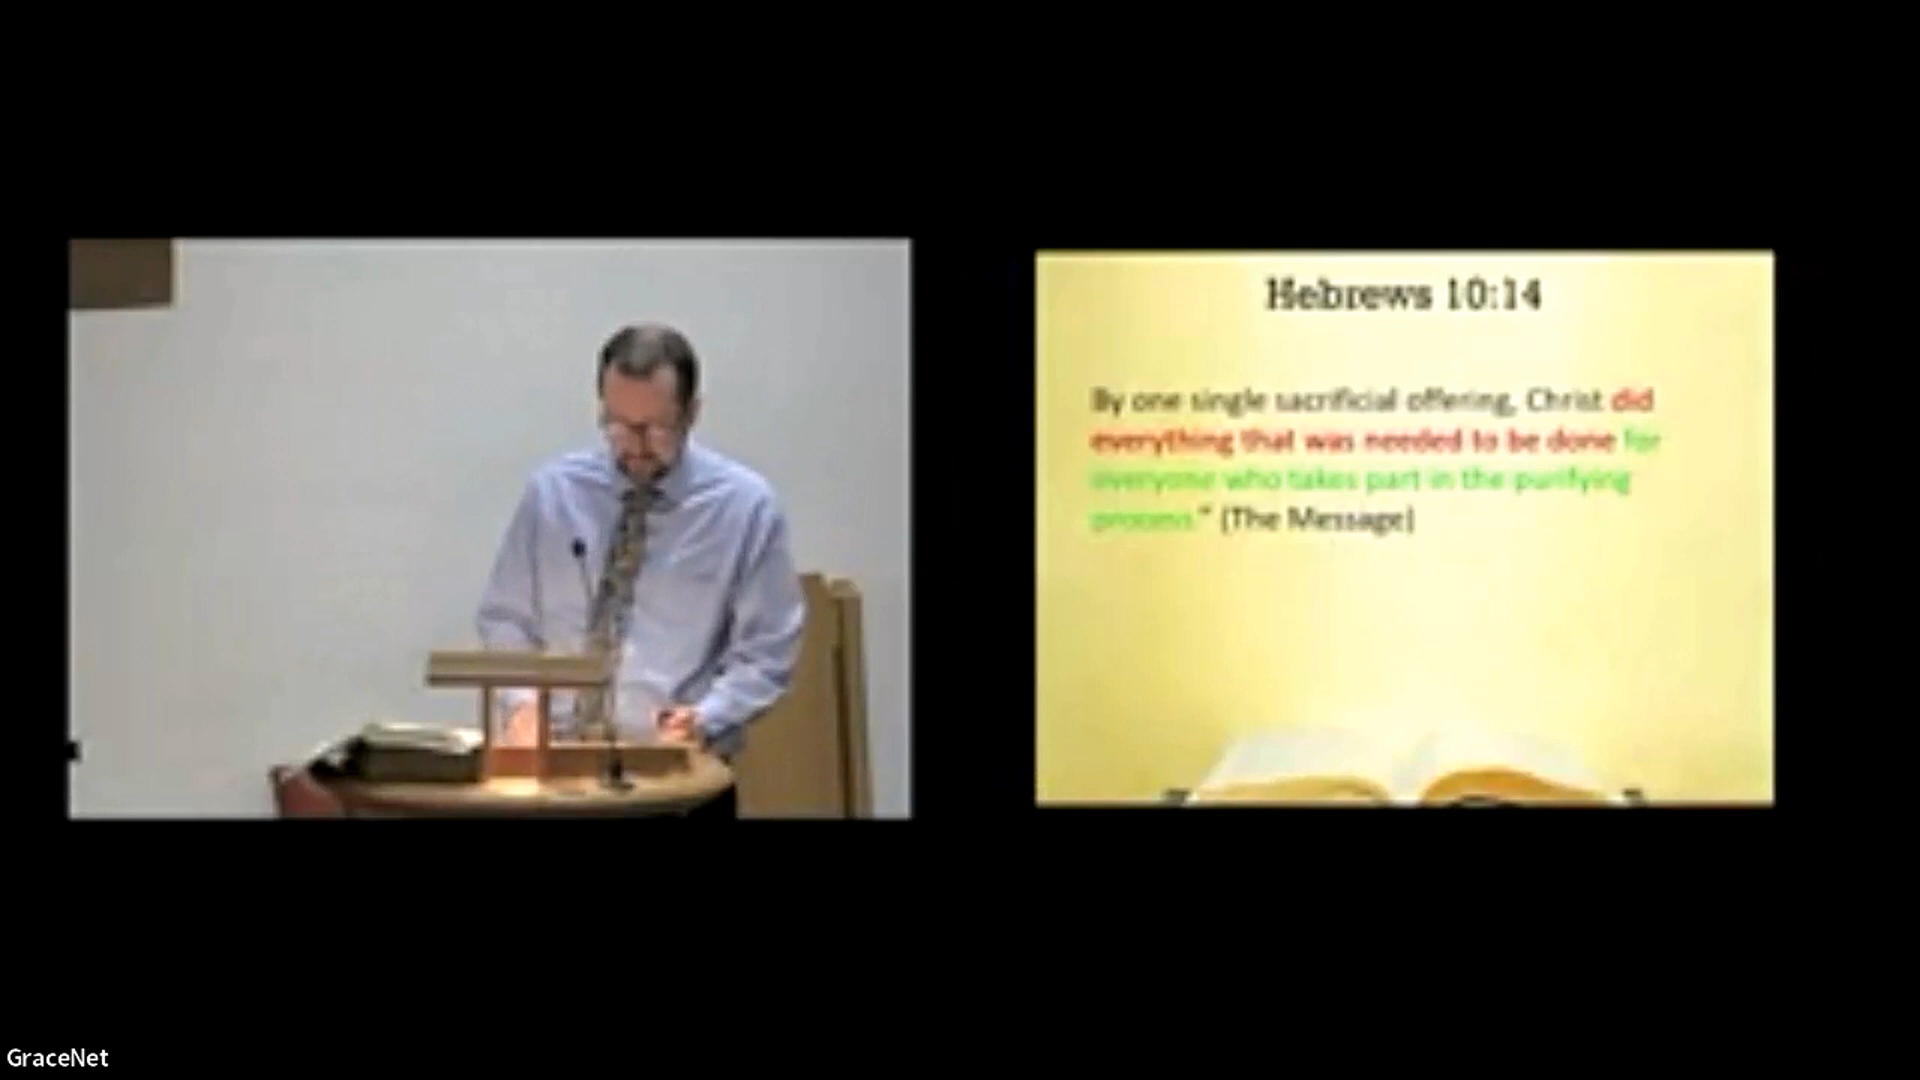 Hebrews 10:14
By one single sacrificial offering, Christ did
everything that was needed to be done for
everyone who takes part in the purifying
process." (The Message)
GraceNet